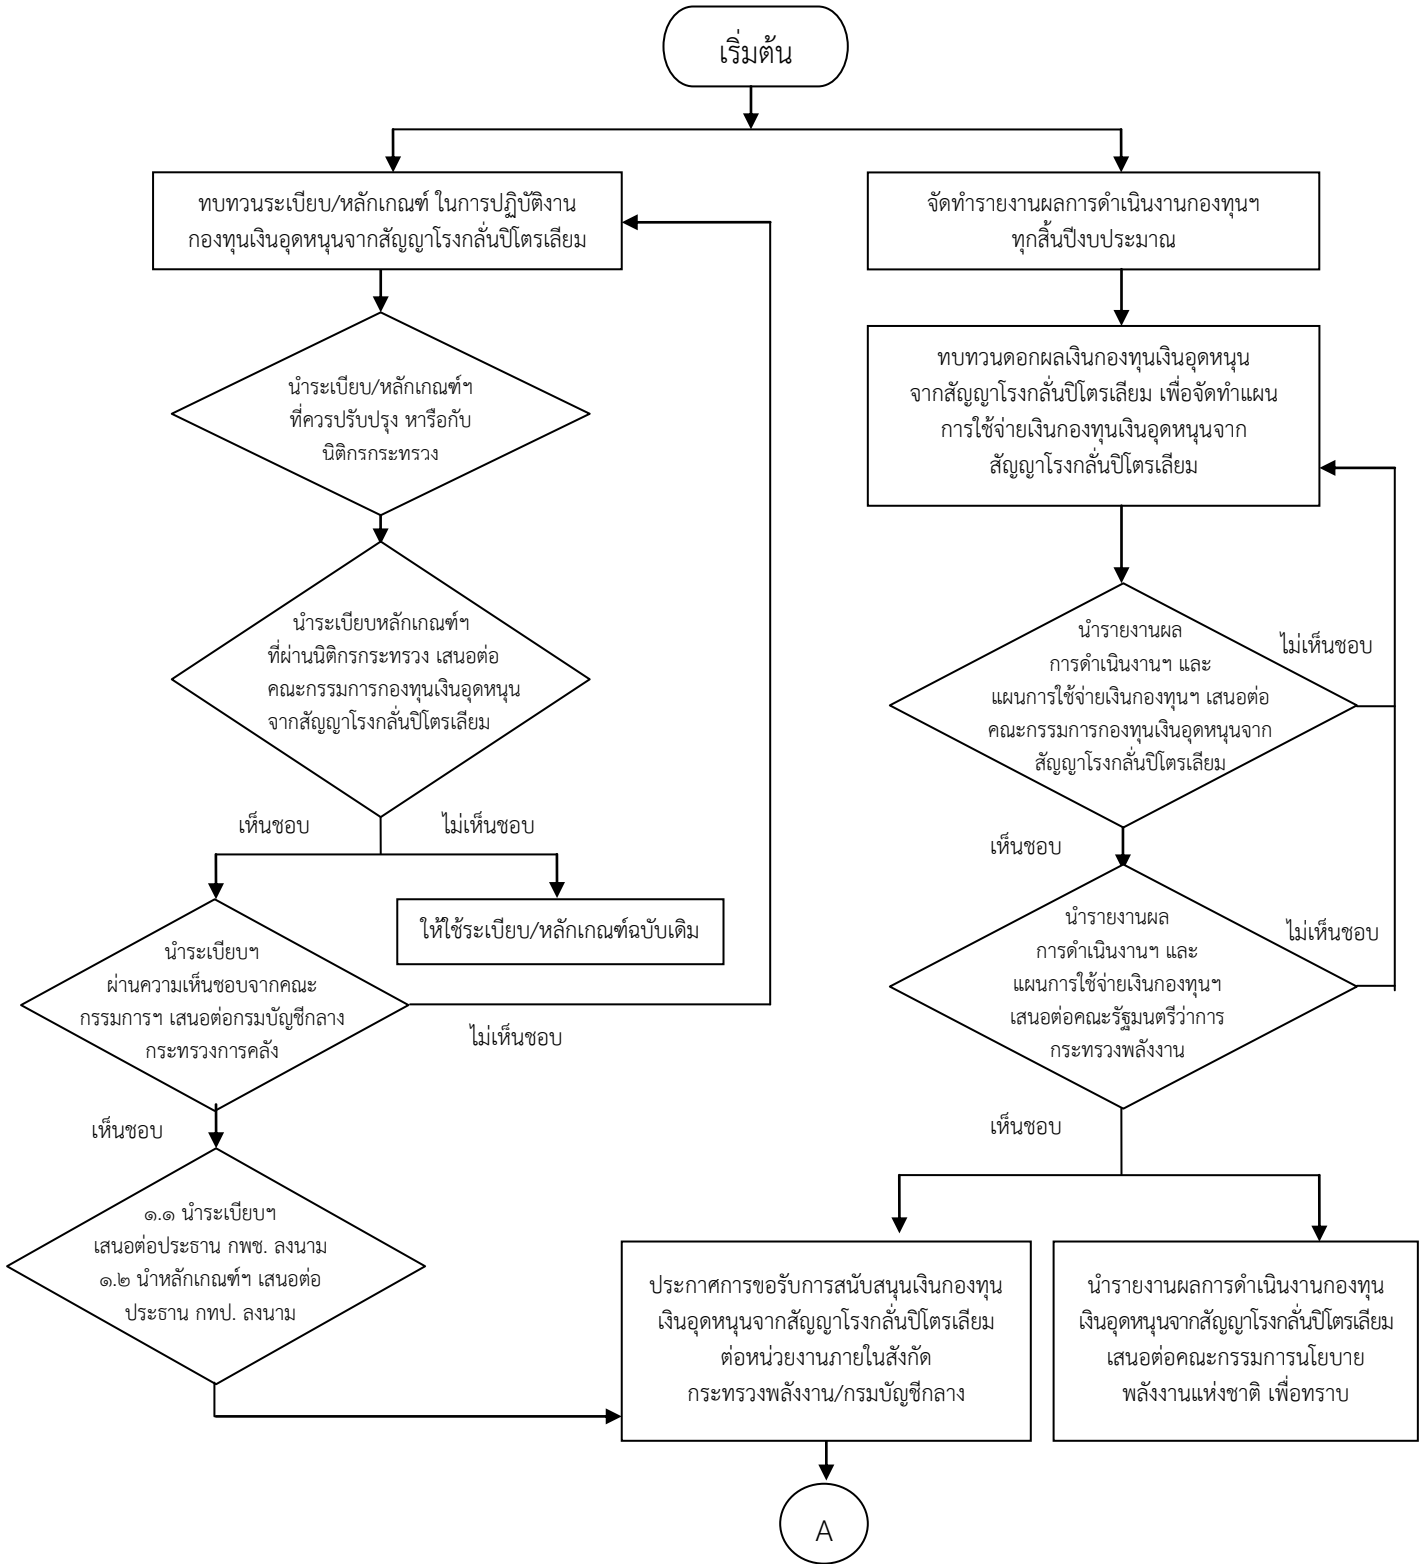 เริ่มต้น
ทบทวนระเบียบ/หลักเกณฑ์ ในการปฏิบัติงาน
กองทุนเงินอุดหนุนจากสัญญาโรงกลั่นปิโตรเลียม
นำระเบียบ/หลักเกณฑ์ฯ
ที่ควรปรับปรุง หารือกับ
นิติกรกระทรวง
นำระเบียบหลักเกณฑ์ฯ
ที่ผ่านนิติกรกระทรวง เสนอต่อ
คณะกรรมการกองทุนเงินอุดหนุน
จากสัญญาโรงกลั่นปิโตรเลียม
เห็นชอบ
ไม่เห็นชอบ
ให้ใช้ระเบียบ/หลักเกณฑ์ฉบับเดิม
นำระเบียบฯ
ผ่านความเห็นชอบจากคณะ
กรรมการฯ เสนอต่อกรมบัญชีกลาง
กระทรวงการคลัง
ไม่เห็นชอบ
เห็นชอบ
๑.๑ นำระเบียบฯ
เสนอต่อประธาน กพช. ลงนาม
๑.๒ นำหลักเกณฑ์ฯ เสนอต่อ
ประธาน กทป. ลงนาม
จัดทำรายงานผลการดำเนินงานกองทุนฯ
ทุกสิ้นปีงบประมาณ
ทบทวนดอกผลเงินกองทุนเงินอุดหนุน
จากสัญญาโรงกลั่นปิโตรเลียม เพื่อจัดทำแผน
การใช้จ่ายเงินกองทุนเงินอุดหนุนจาก
สัญญาโรงกลั่นปิโตรเลียม
นำรายงานผล
การดำเนินงานฯ และ
แผนการใช้จ่ายเงินกองทุนฯ เสนอต่อ
คณะกรรมการกองทุนเงินอุดหนุนจาก
สัญญาโรงกลั่นปิโตรเลียม
ไม่เห็นชอบ
เห็นชอบ
นำรายงานผล
การดำเนินงานฯ และ
แผนการใช้จ่ายเงินกองทุนฯ
เสนอต่อคณะรัฐมนตรีว่าการ
กระทรวงพลังงาน
ไม่เห็นชอบ
เห็นชอบ
ประกาศการขอรับการสนับสนุนเงินกองทุน
เงินอุดหนุนจากสัญญาโรงกลั่นปิโตรเลียม
ต่อหน่วยงานภายในสังกัด
กระทรวงพลังงาน/กรมบัญชีกลาง
นำรายงานผลการดำเนินงานกองทุน
เงินอุดหนุนจากสัญญาโรงกลั่นปิโตรเลียม
เสนอต่อคณะกรรมการนโยบาย
พลังงานแห่งชาติ เพื่อทราบ
A